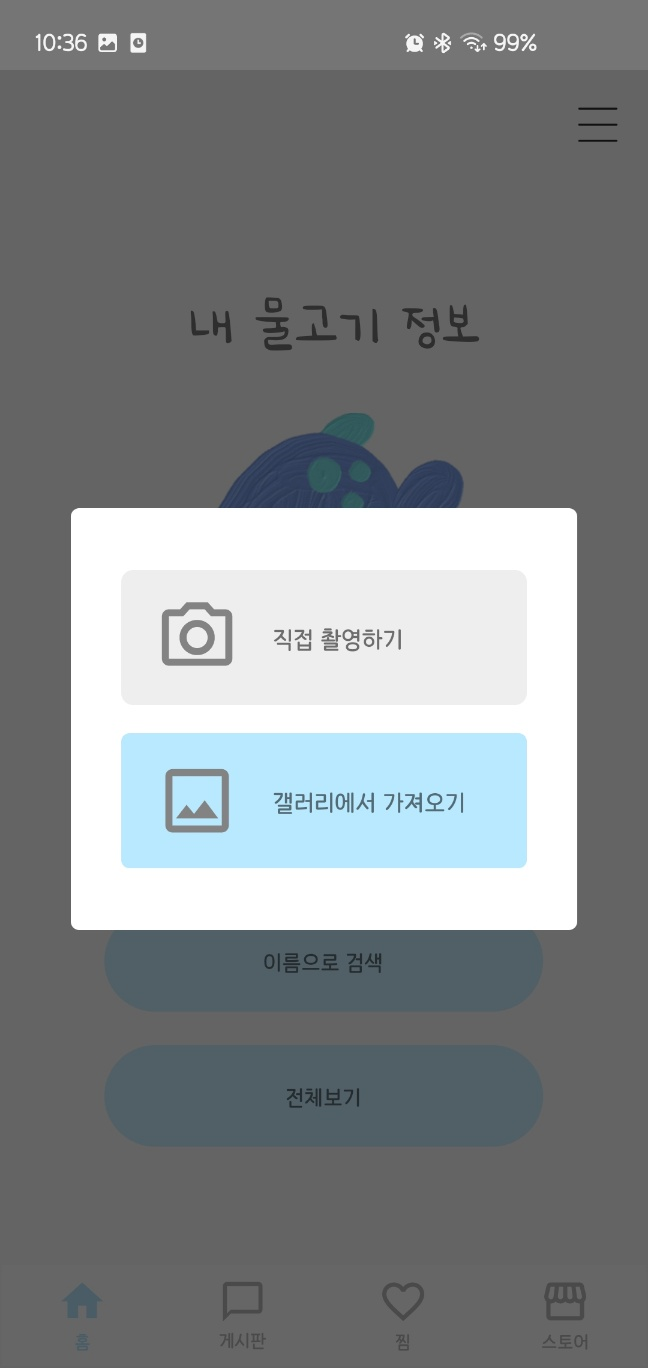 10:36 99%
내 물고기 정보
직접 촬영하기
갤러리에서 가져오기
이름으로 검색
전체보기
홈 게시판 찜 스토어